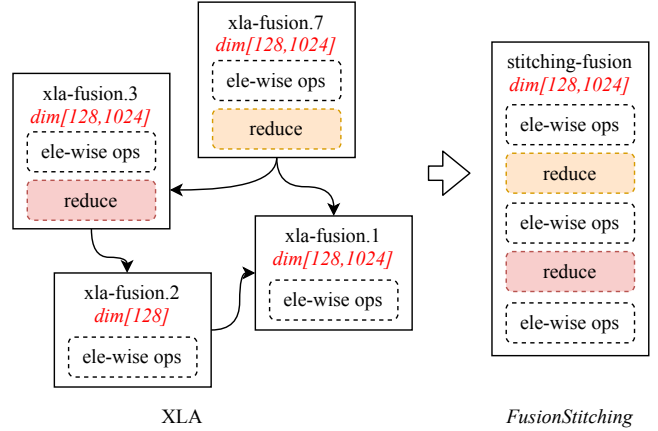 xla-fusion.7
dim[128,1024]
ele-wise ops
reduce
xla-fusion.3
dim[128,1024]
ele-wise ops
reduce
xla-fusion.1
dim[128,1024]
ele-wise ops
xla-fusion.2
dim[128]
ele-wise ops
XLA
stitching-fusion
dim[128,1024]
ele-wise ops
reduce
ele-wise ops
reduce
ele-wise ops
FusionStitching